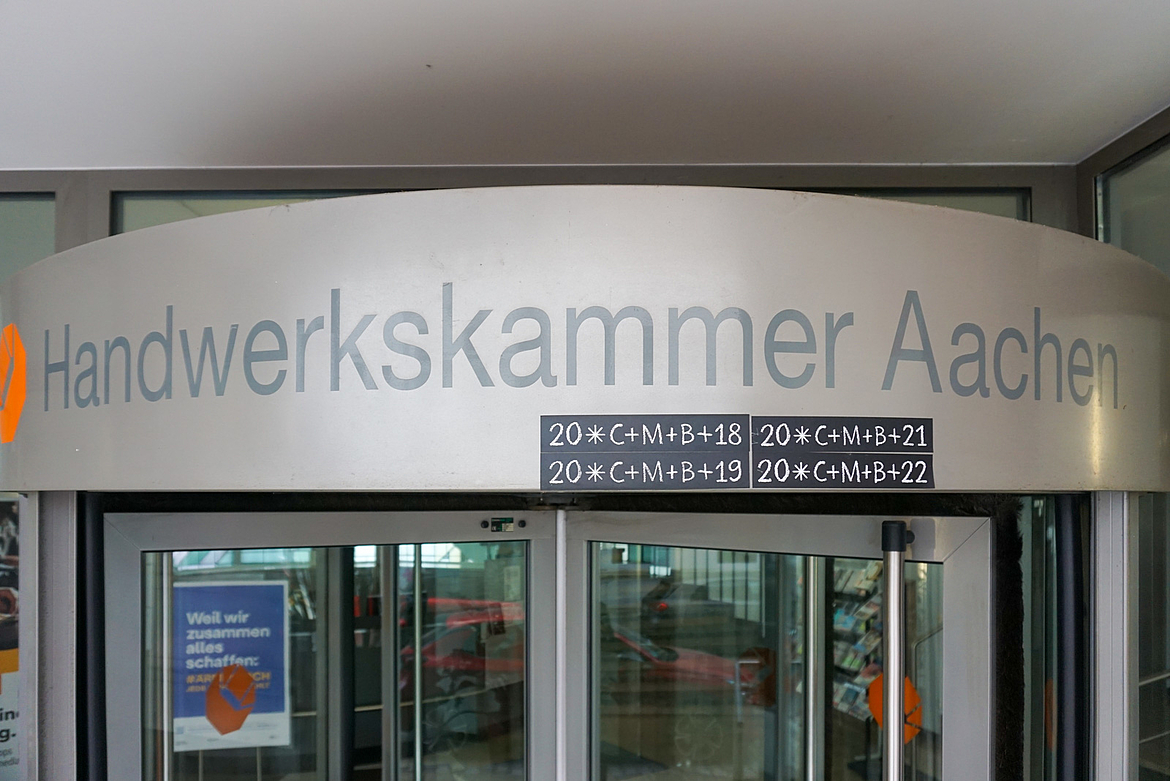 Handwerkskammer Aachen
20*C+M+B+18 20*C+M+B+21
20*C+M+B+19 20*C+M+B+22
Weil wir
zusammen
alles
schaffen: